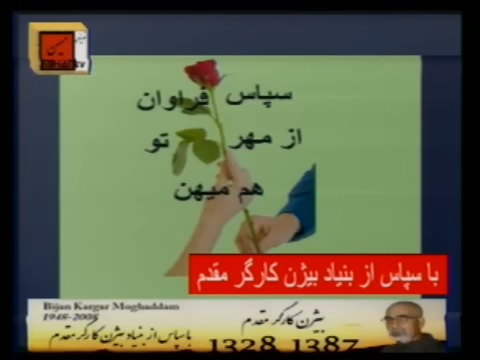 میهن
سپاس فراوان
از مهر تو
هم میهن
با سپاس از بنیاد بیژن کارگر مقدم
Bijan Kargar Moghaddam
1948-2008
بیژن کارگر مقدم
با سپاس از بنیاد بیژن کارگر مقدم
1328 1387